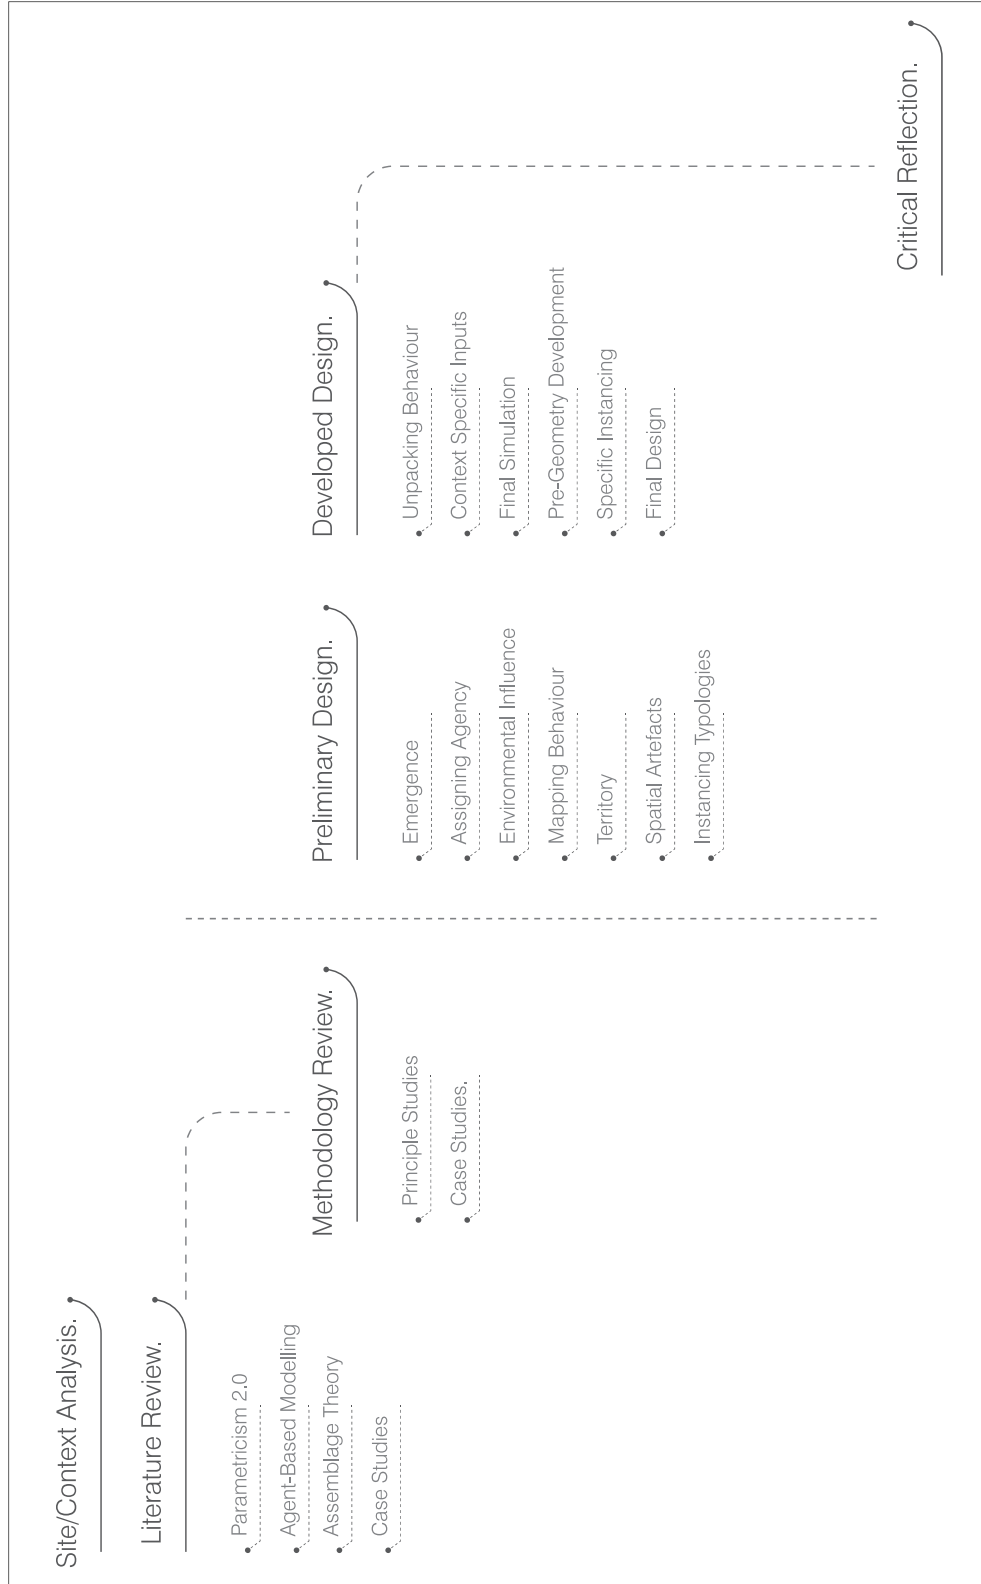 Site/Context Analysis.
Literature Review.
Parametricism 2.0
Agent-Based Modelling
Assemblage Theory
Case Studies
Methodology Review.
Principle Studies
Case Studies.
Preliminary Design.
Emergence
Assigning Agency
Environmental Influence
Mapping Behaviour
Territory
Spatial Artefacts
Instancing Typologies
Developed Design.
Unpacking Behaviour
Context Specific Inputs
Final Simulation
Pre-Geometry Development
Specific Instancing
Final Design
Critical Reflection.